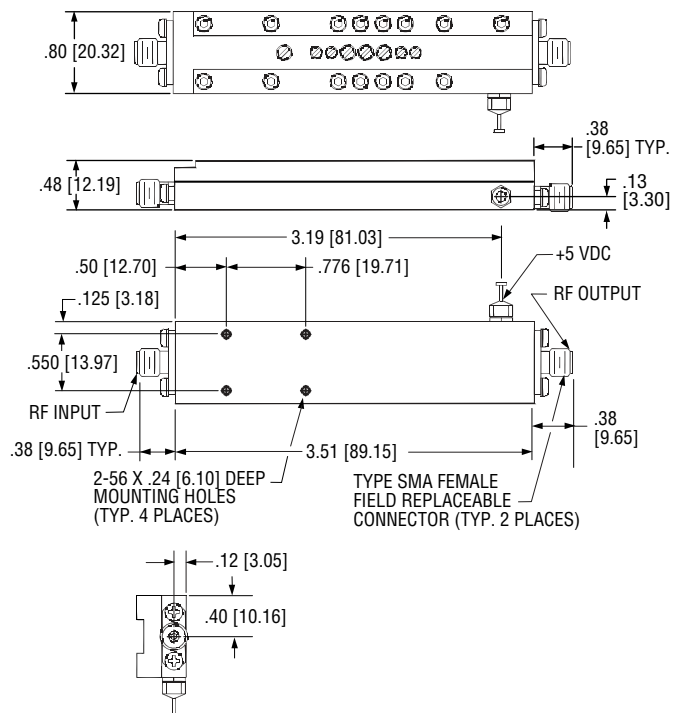 .80 [20.32]
.38
[9.65] TYP.
.48 [12.19]
.13
[3.30]
3.19 [81.03]
.50 [12.70]
.776 [19.71]
+5 VDC
.125 [3.18]
RF OUTPUT
.550 [13.97]
RF INPUT
.38 [9.65] TYP.
3.51 [89.15]
.38
[9.65]
2-56 X .24 [6.10] DEEP
MOUNTING HOLES
(TYP. 4 PLACES)
TYPE SMA FEMALE
FIELD REPLACEABLE
CONNECTOR (TYP. 2 PLACES)
.12 [3.05]
.40 [10.16]